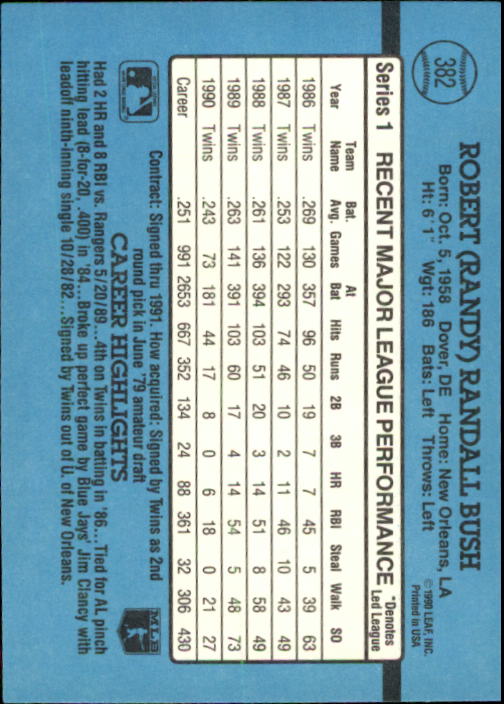 382
ROBERT (RANDY) RANDALL BUSH
Born: Oct. 5, 1958 Dover, DE Home: New Orleans, LA
Ht: 6' 1" Wgt: 186 Bats: Left Throws: Left
© 1990 LEAF, INC.
Printed in USA
Series 1 RECENT MAJOR LEAGUE PERFORMANCE *Denotes Led League
Year Team Name Bat. Avg. Games At Bat Hits Runs 2B 3B HR RBI Steal Walk SO
1986 Twins .269 130 357 96 50 19 7 7 45 5 39 63
1987 Twins .253 122 293 74 46 10 2 11 46 10 43 49
1988 Twins .261 136 394 103 51 20 3 14 51 8 58 49
1989 Twins .263 141 391 103 60 17 4 14 54 5 48 73
1990 Twins .243 73 181 44 17 8 0 6 18 0 21 27
Career .251 991 2653 667 352 134 24 88 361 32 306 430
Contract: Signed thru 1991. How acquired: Signed by Twins as 2nd
round pick in June '79 amateur draft
CAREER HIGHLIGHTS
MLB
Had 2 HR and 8 RBI vs. Rangers 5/20/89...4th on Twins in batting in '86...Tied for AL pinch
hitting lead (8-for-20, .400) in '84...Broke up perfect game by Blue Jays' Jim Clancy with
leadoff ninth-inning single 10/28/82...Signed by Twins out of U. of New Orleans.